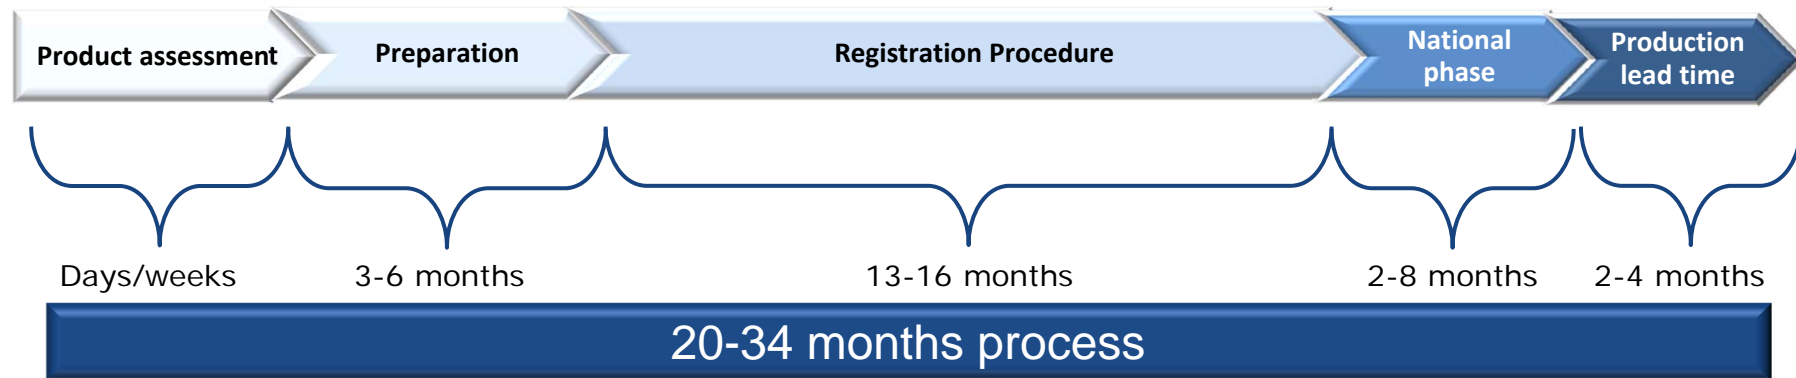 Product assessment
Preparation
Registration Procedure
National
phase
Production
lead time
Days/weeks
3-6 months
13-16 months
2-8 months
2-4 months
20-34 months process